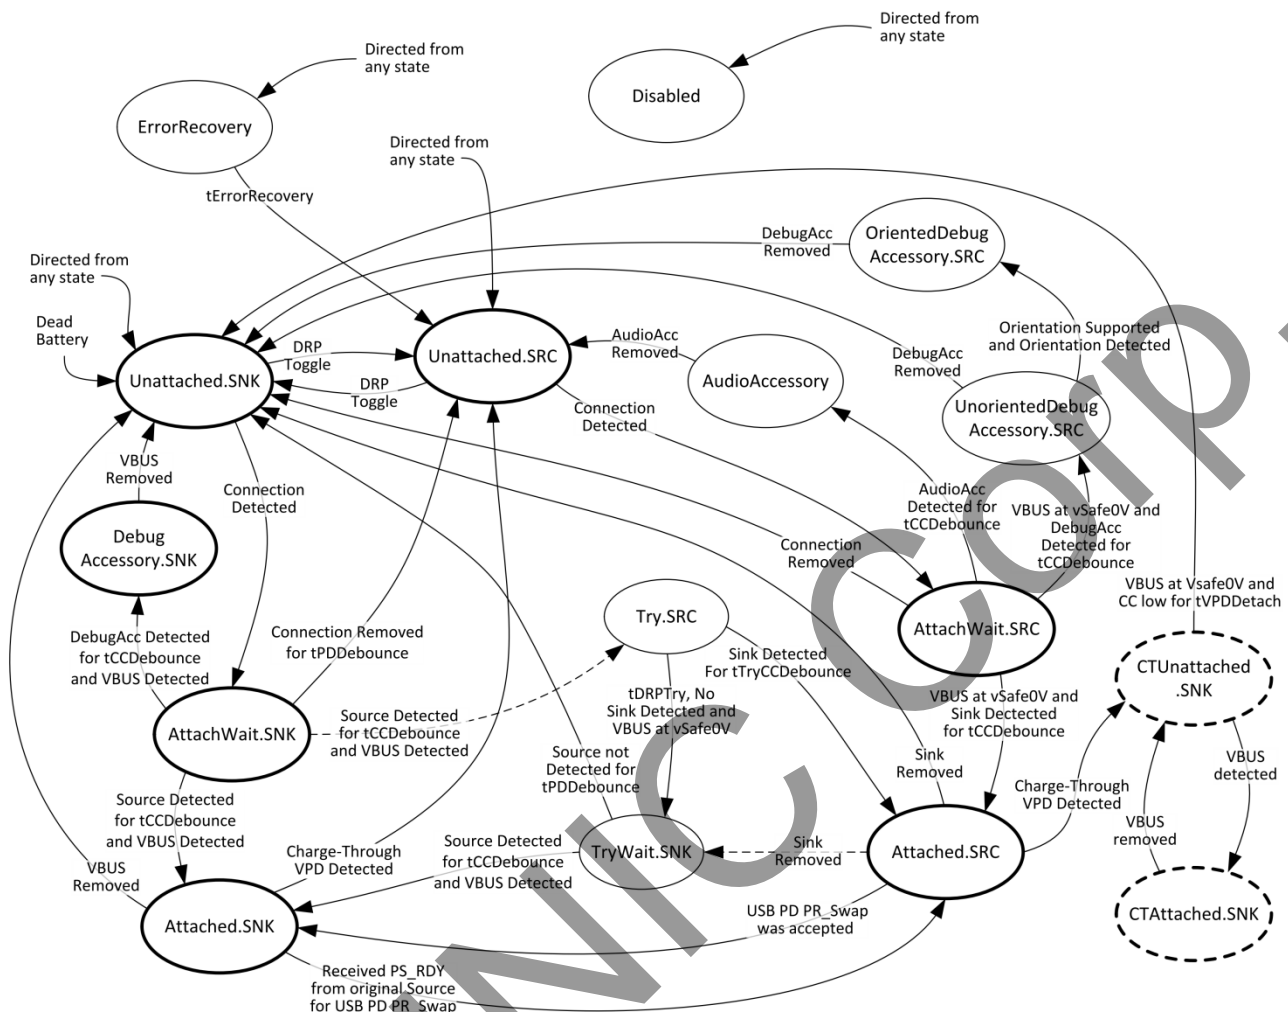 Directed from
any state
Directed from
any state
ErrorRecovery
Disabled
Directed from
any state
tErrorRecovery
DebugAcc
Removed
OrientedDebug
Accessory.SRC
Directed from
any state
Dead
Battery
Unattached.SNK
DRP
Toggle
DRP
Toggle
Unattached.SRC
AudioAcc
Removed
AudioAccessory
DebugAcc
Removed
Orientation Supported
and Orientation Detected
UnorientedDebug
Accessory.SRC
Connection
Detected
VBUS
Removed
Connection
Detected
Debug
Accessory.SNK
AudioAcc
Detected for
tCCDebounce
VBUS at vSafe0V and
DebugAcc
Detected for
tCCDebounce
Connection
Removed
VBUS at Vsafe0V and
CC low for tVPDDetach
DebugAcc Detected
for tCCDebounce
and VBUS Detected
Connection Removed
for tPDDebounce
Try.SRC
AttachWait.SRC
Sink Detected
For tTryCCDebounce
CTUnattached
.SNK
AttachWait.SNK
Source Detected
for tCCDebounce
and VBUS Detected
tDRPTry, No
Sink Detected and
VBUS at vSafe0V
VBUS at vSafe0V and
Sink Dectected
for tCCDebounce
Source not
Detected for
tPDDebounce
Sink
Removed
Charge-Through
VPD Detected
VBUS
detected
VBUS
removed
Source Detected
for tCCDebounce
and VBUS Detected
VBUS
Removed
Charge-Through
VPD Detected
Source Detected
for tCCDebounce
and VBUS Detected
TryWait.SNK
Sink
Removed
Attached.SRC
Attached.SNK
USB PD PR_Swap
was accepted
CTAttached.SNK
Received PS_RDY
from original Source
for USB PD PR_Swap